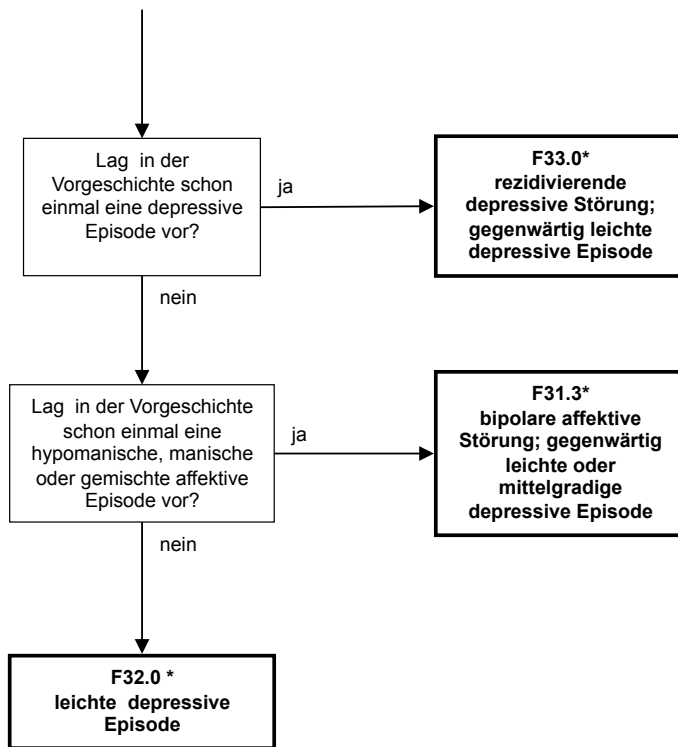 Lag in der
Vorgeschichte schon
einmal eine depressive
Episode vor?
ja
F33.0*
rezidivierende
depressive Störung;
gegenwärtig leichte
depressive Episode
nein
Lag in der Vorgeschichte
schon einmal eine
hypomanische, manische
oder gemischte affektive
Episode vor?
ja
F31.3*
bipolare affektive
Störung; gegenwärtig
leichte oder
mittelgradige
depressive Episode
nein
F32.0 *
leichte depressive
Episode